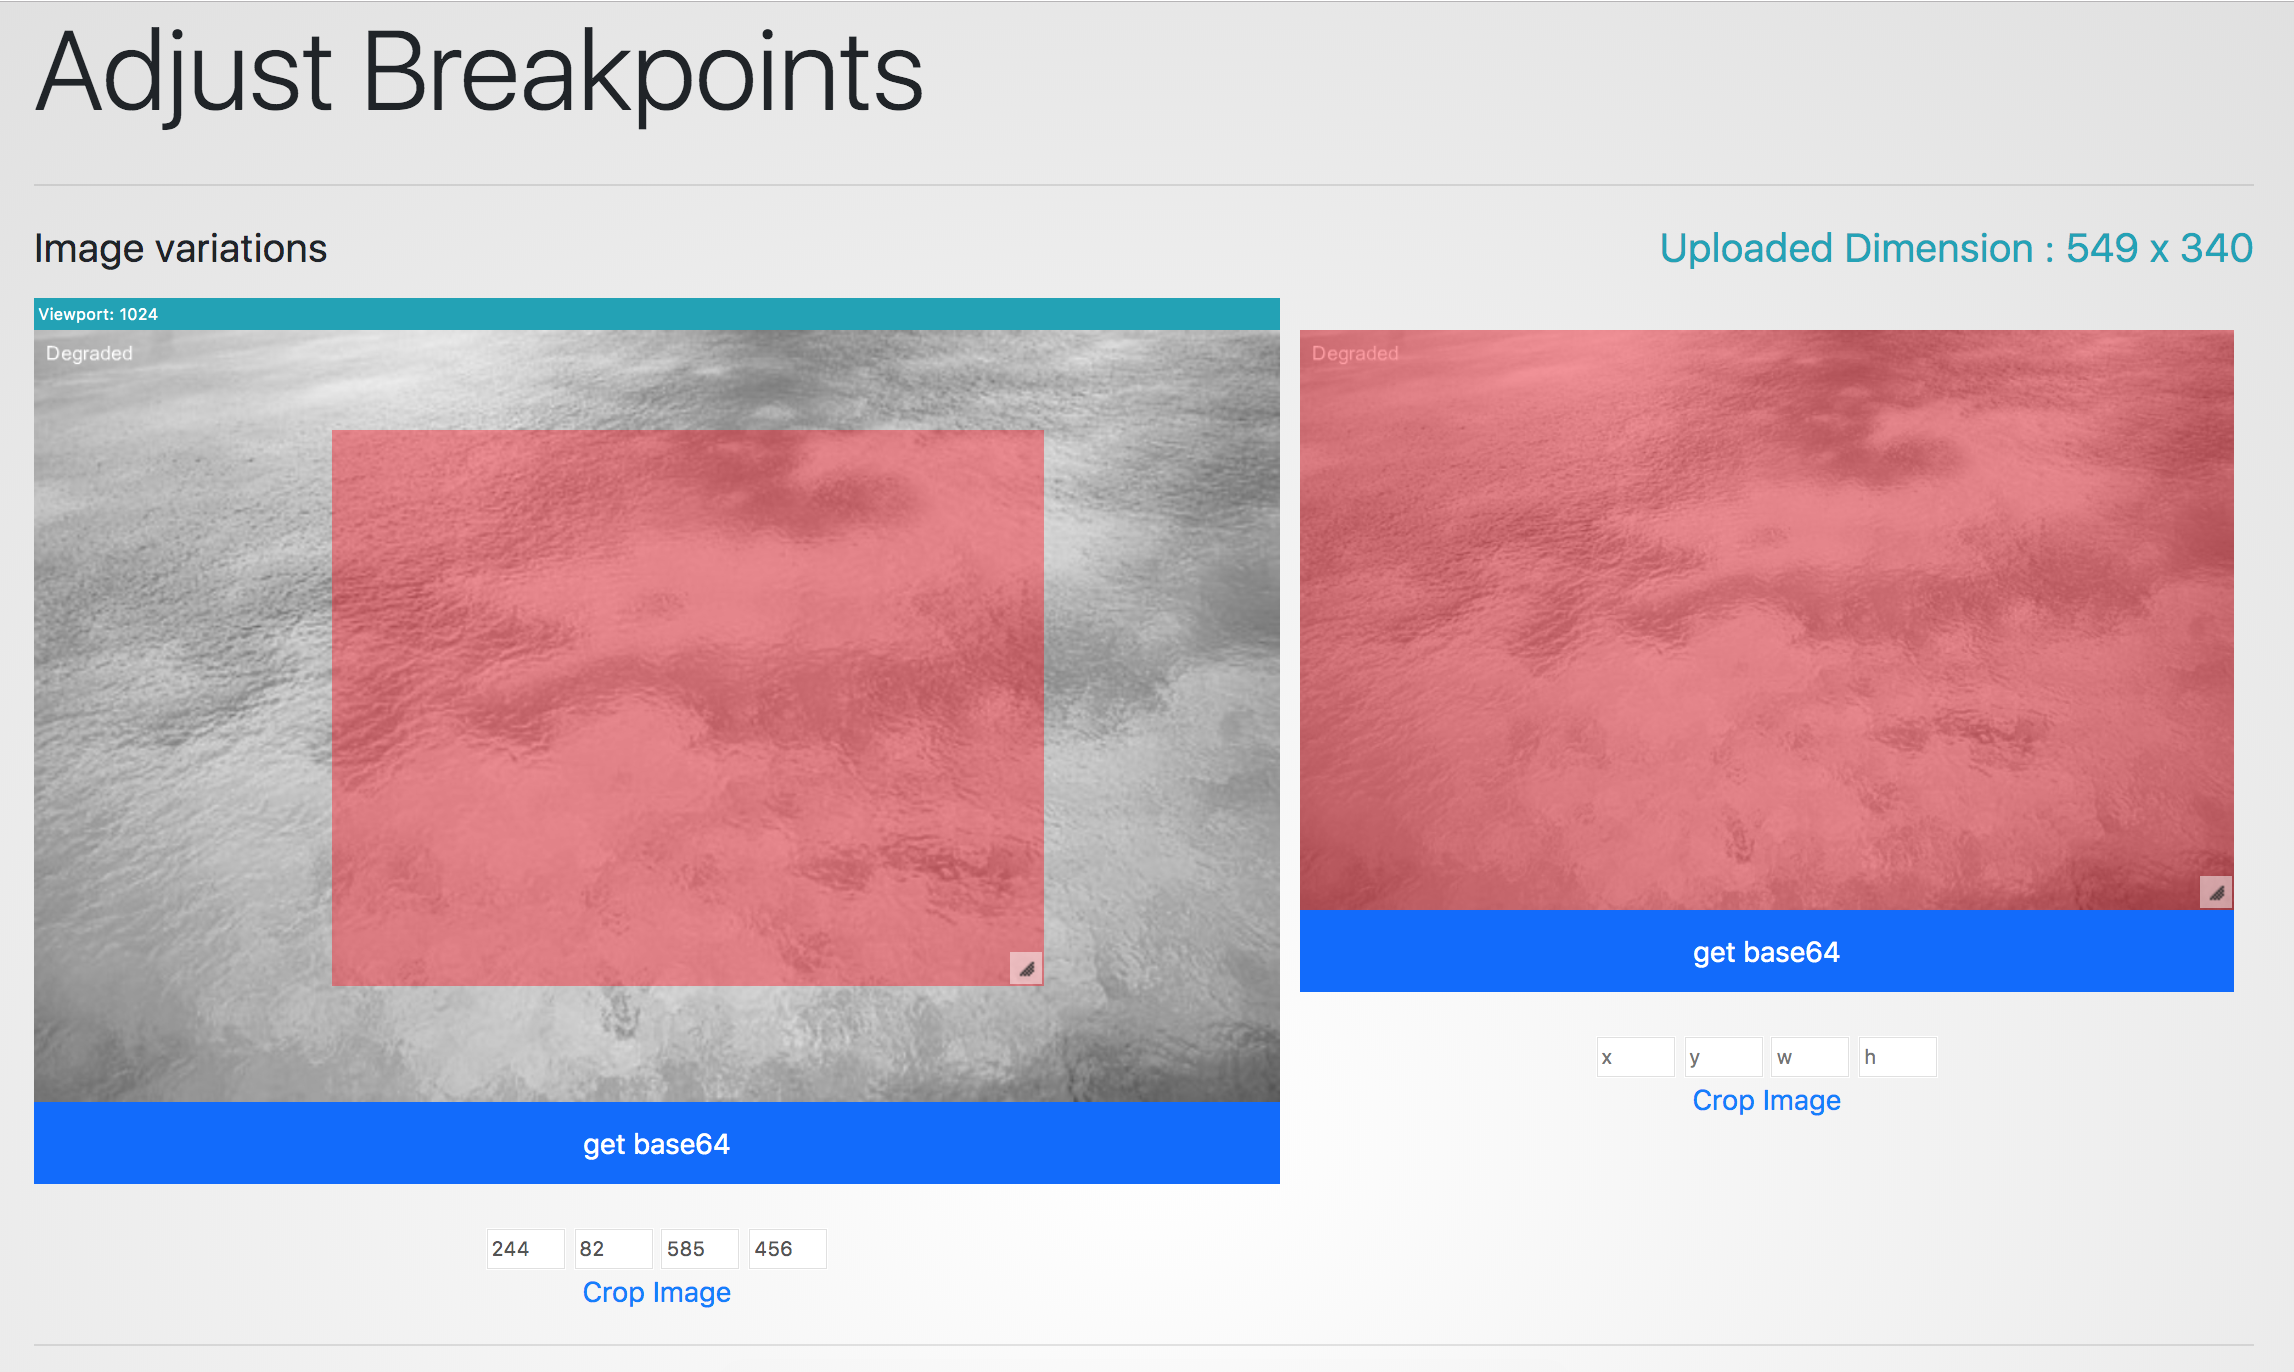 Adjust Breakpoints
Image variations
Uploaded Dimension : 549 x 340
Viewport: 1024
Degraded
Degraded
get base64
x y w h
Crop Image
get base64
244 82 585 456
Crop Image